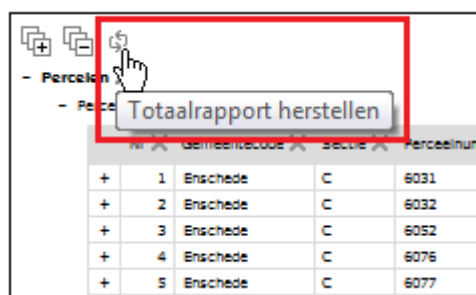 - Percelen
Totaalrapport herstellen
- Perce
Nr Gemeentecode Sectie Perceelnum
+ 1 Enschede C 6031
+ 2 Enschede C 6032
+ 3 Enschede C 6052
+ 4 Enschede C 6076
+ 5 Enschede C 6077